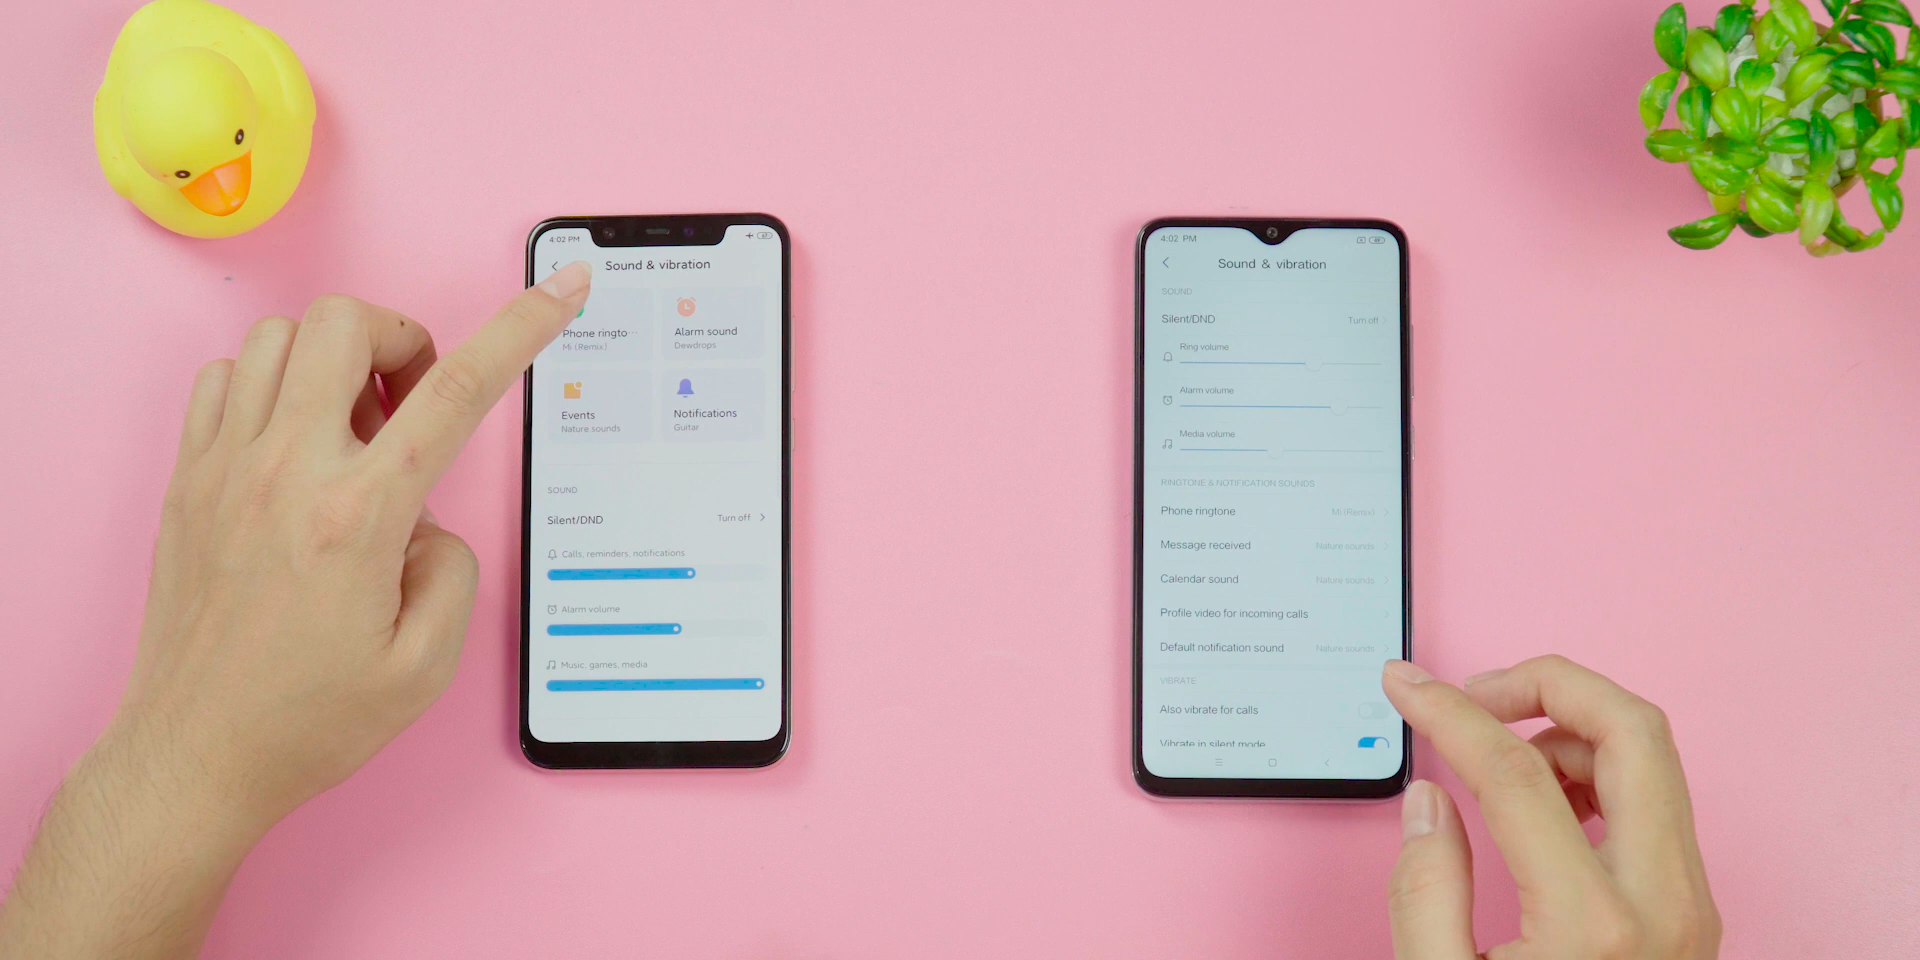 4:02 PM
67
Sound & vibration
Phone ringto...
Mi (Remix)
Alarm sound
Dewdrops
Events
Nature sounds
Notifications
Guitar
SOUND
Silent/DND
Turn off
Calls, reminders, notifications
Alarm volume
Music, games, media
4:02 PM
Sound & vibration
SOUND
Silent/DND
Turn off
Ring volume
Alarm volume
Media volume
RINGTONE & NOTIFICATION SOUNDS
Phone ringtone
Mi (Remix)
Message received
Nature sounds
Calendar sound
Nature sounds
Profile video for incoming calls
Default notification sound
Nature sounds
VIBRATE
Also vibrate for calls
Vibrate in silent mode